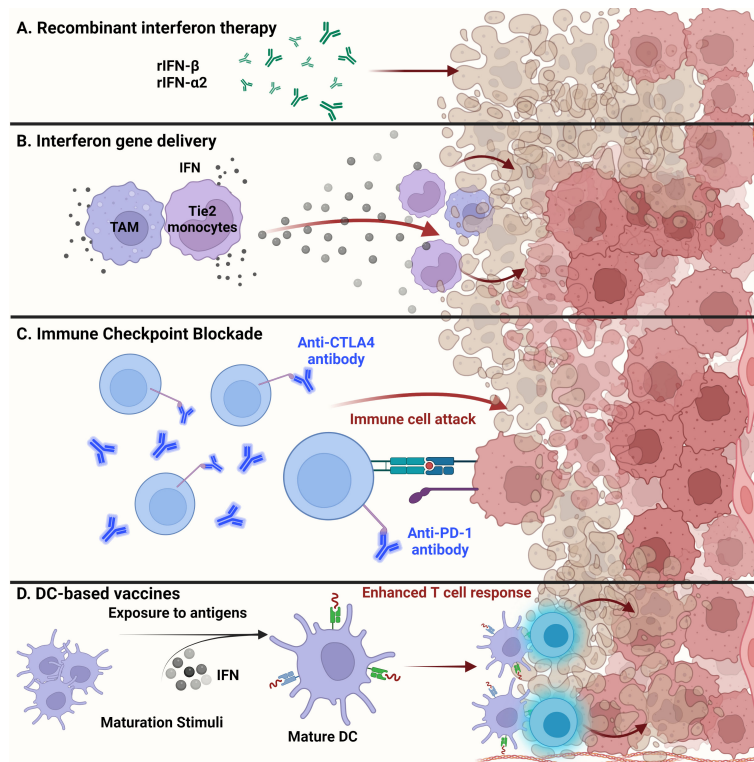 A. Recombinant interferon therapy
rIFN-β
rIFN-α2
B. Interferon gene delivery
IFN
TAM
Tie2
monocytes
C. Immune Checkpoint Blockade
Anti-CTLA4
antibody
Immune cell attack
Anti-PD-1
antibody
D. DC-based vaccines
Exposure to antigens
Enhanced T cell response
IFN
Maturation Stimuli
Mature DC